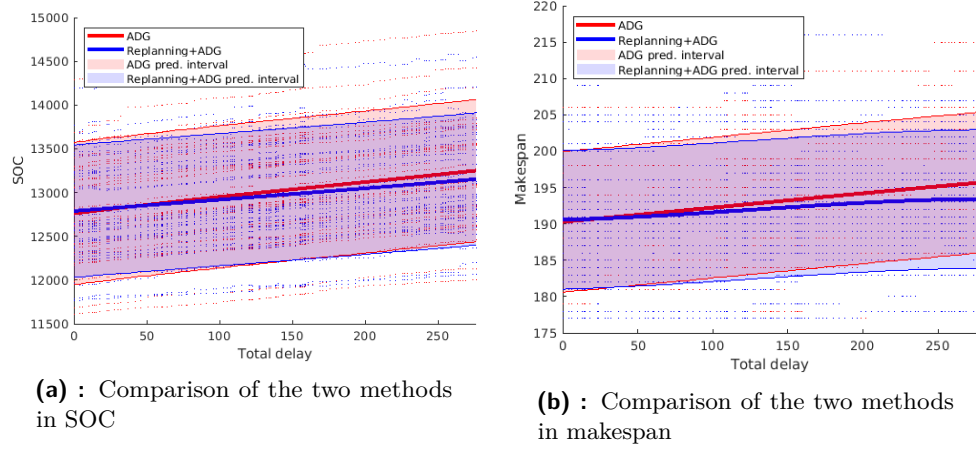 15000
14500
14000
13500
13000
12500
12000
11500
SOC
ADG
Replanning+ADG
ADG pred. interval
Replanning+ADG pred. interval
0 50 100 150 200 250
Total delay
(a) : Comparison of the two methods
in SOC
220
215
210
205
200
195
190
185
180
175
Makespan
ADG
Replanning+ADG
ADG pred. interval
Replanning+ADG pred. interval
0 50 100 150 200 250
Total delay
(b) : Comparison of the two methods
in makespan